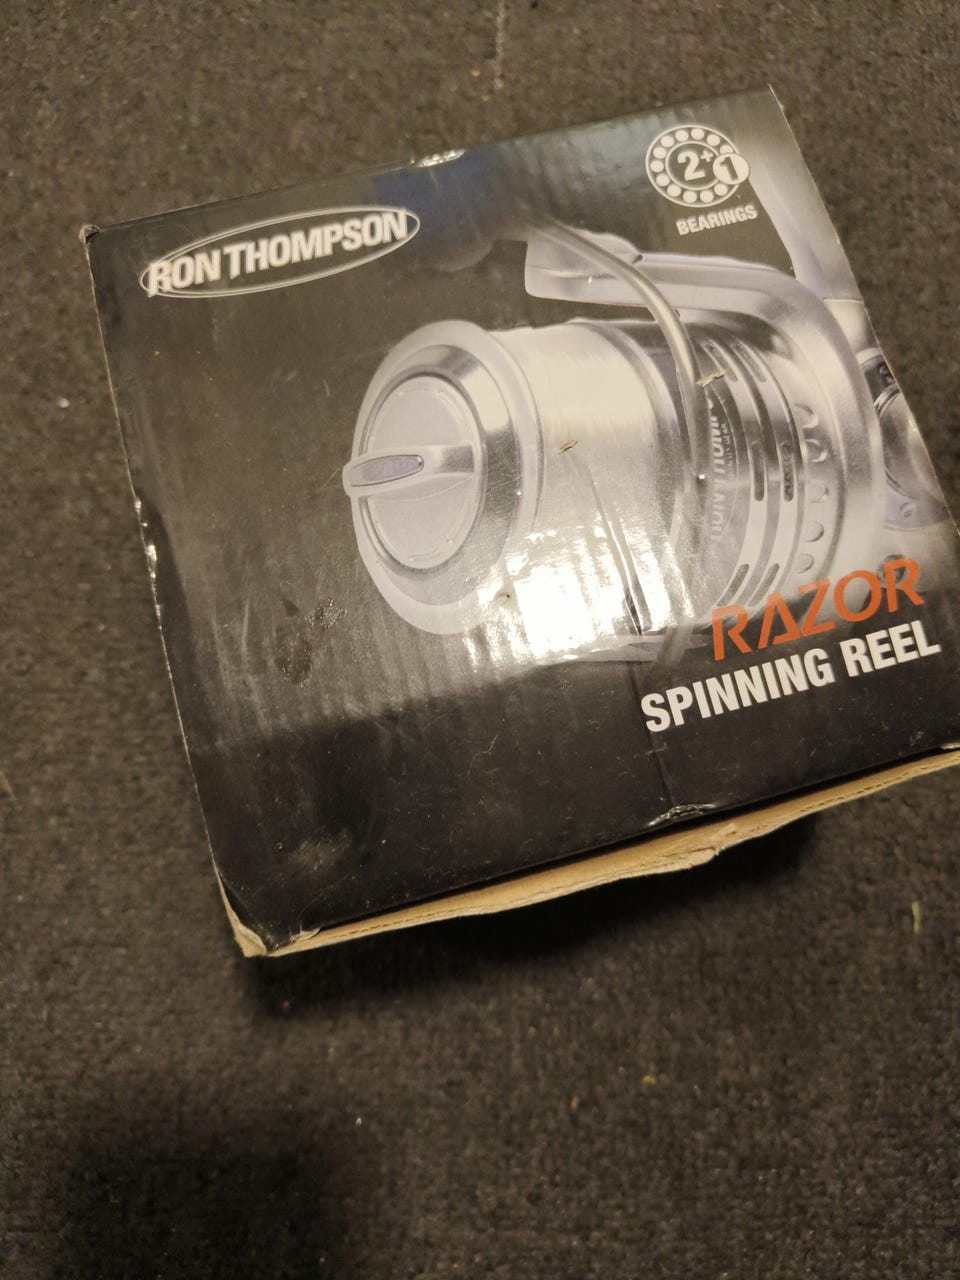 RON THOMPSON
2+1
BEARINGS
RAZOR
SPINNING REEL